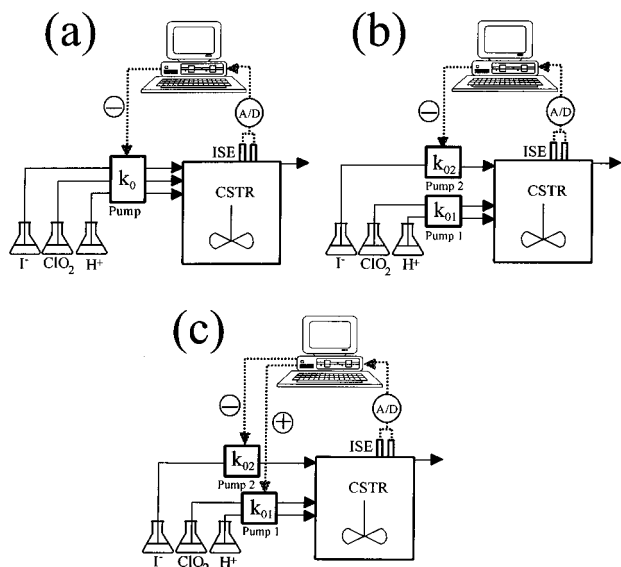 (a)
−
A/D
ISE
k0
Pump
CSTR
I- ClO2 H+
(b)
−
A/D
ISE
k02
Pump 2
CSTR
k01
Pump 1
I- ClO2 H+
(c)
− +
A/D
ISE
k02
Pump 2
CSTR
k01
Pump 1
I- ClO2 H+